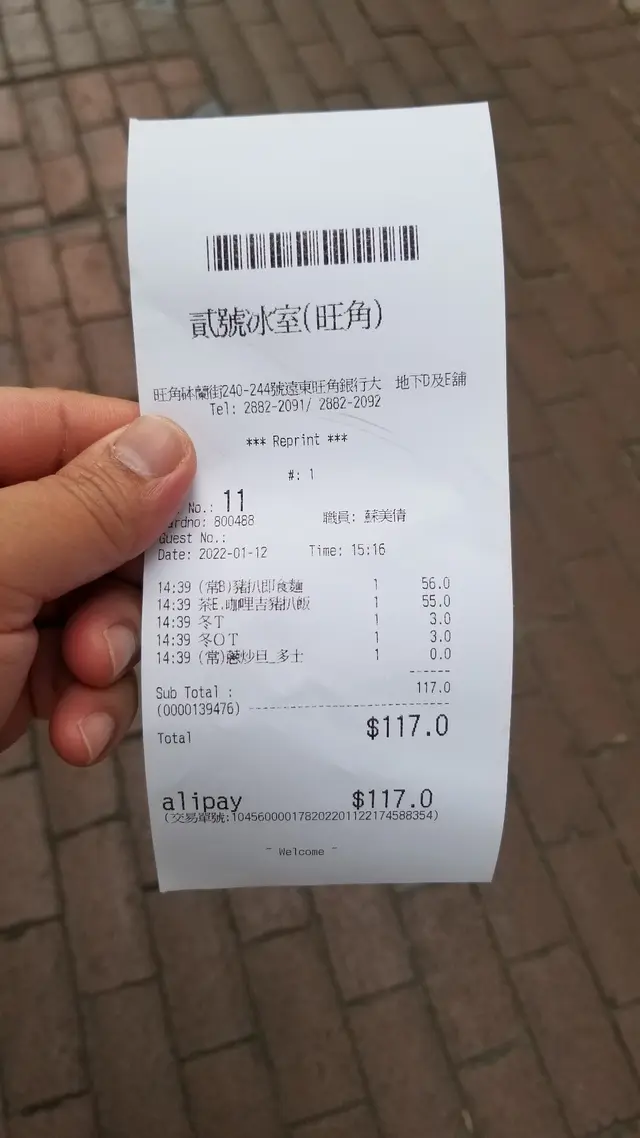 貳號冰室(旺角)
旺角砵蘭街240-244號遠東旺角銀行大 地下D及E舖
Tel: 2882-2091/ 2882-2092
*** Reprint ***
#: 1
No.: 11
ardno: 800488 職員: 蘇美倩
Guest No.:
Date: 2022-01-12 Time: 15:16
14:39 (常B)豬扒即食麵 1 56.0
14:39 茶E.咖哩吉豬扒飯 1 55.0
14:39 冬T 1 3.0
14:39 冬OT 1 3.0
14:39 (常)蔥炒旦_多士 1 0.0
Sub Total : 117.0
(0000139476)
Total $117.0
alipay $117.0
(交易單號:1045600001782022011221745883​54)
~ Welcome ~